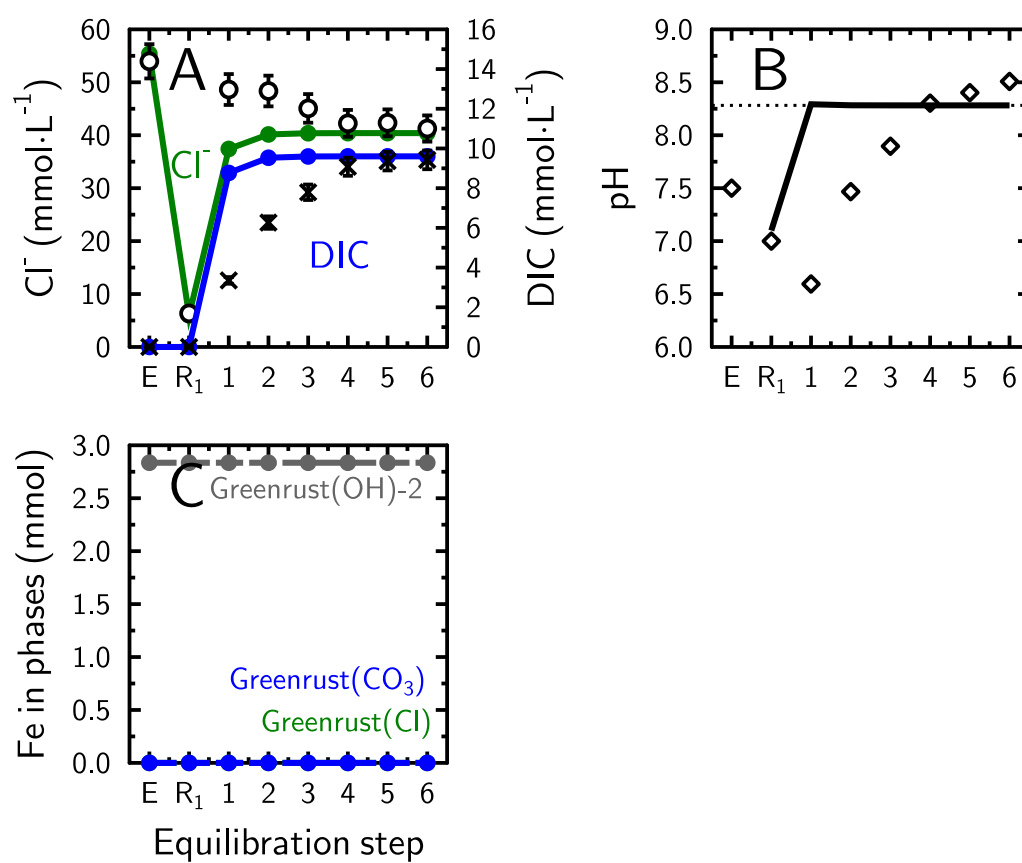 A
Cl⁻ (mmol·L⁻¹)
60
50
40
30
20
10
0
Cl⁻
DIC
16
14
12
10
8
6
4
2
0
DIC (mmol·L⁻¹)
E R₁ 1 2 3 4 5 6
B
pH
9.0
8.5
8.0
7.5
7.0
6.5
6.0
E R₁ 1 2 3 4 5 6
C
Fe in phases (mmol)
3.0
2.5
2.0
1.5
1.0
0.5
0.0
Greenrust(OH)-2
Greenrust(CO₃)
Greenrust(Cl)
E R₁ 1 2 3 4 5 6
Equilibration step